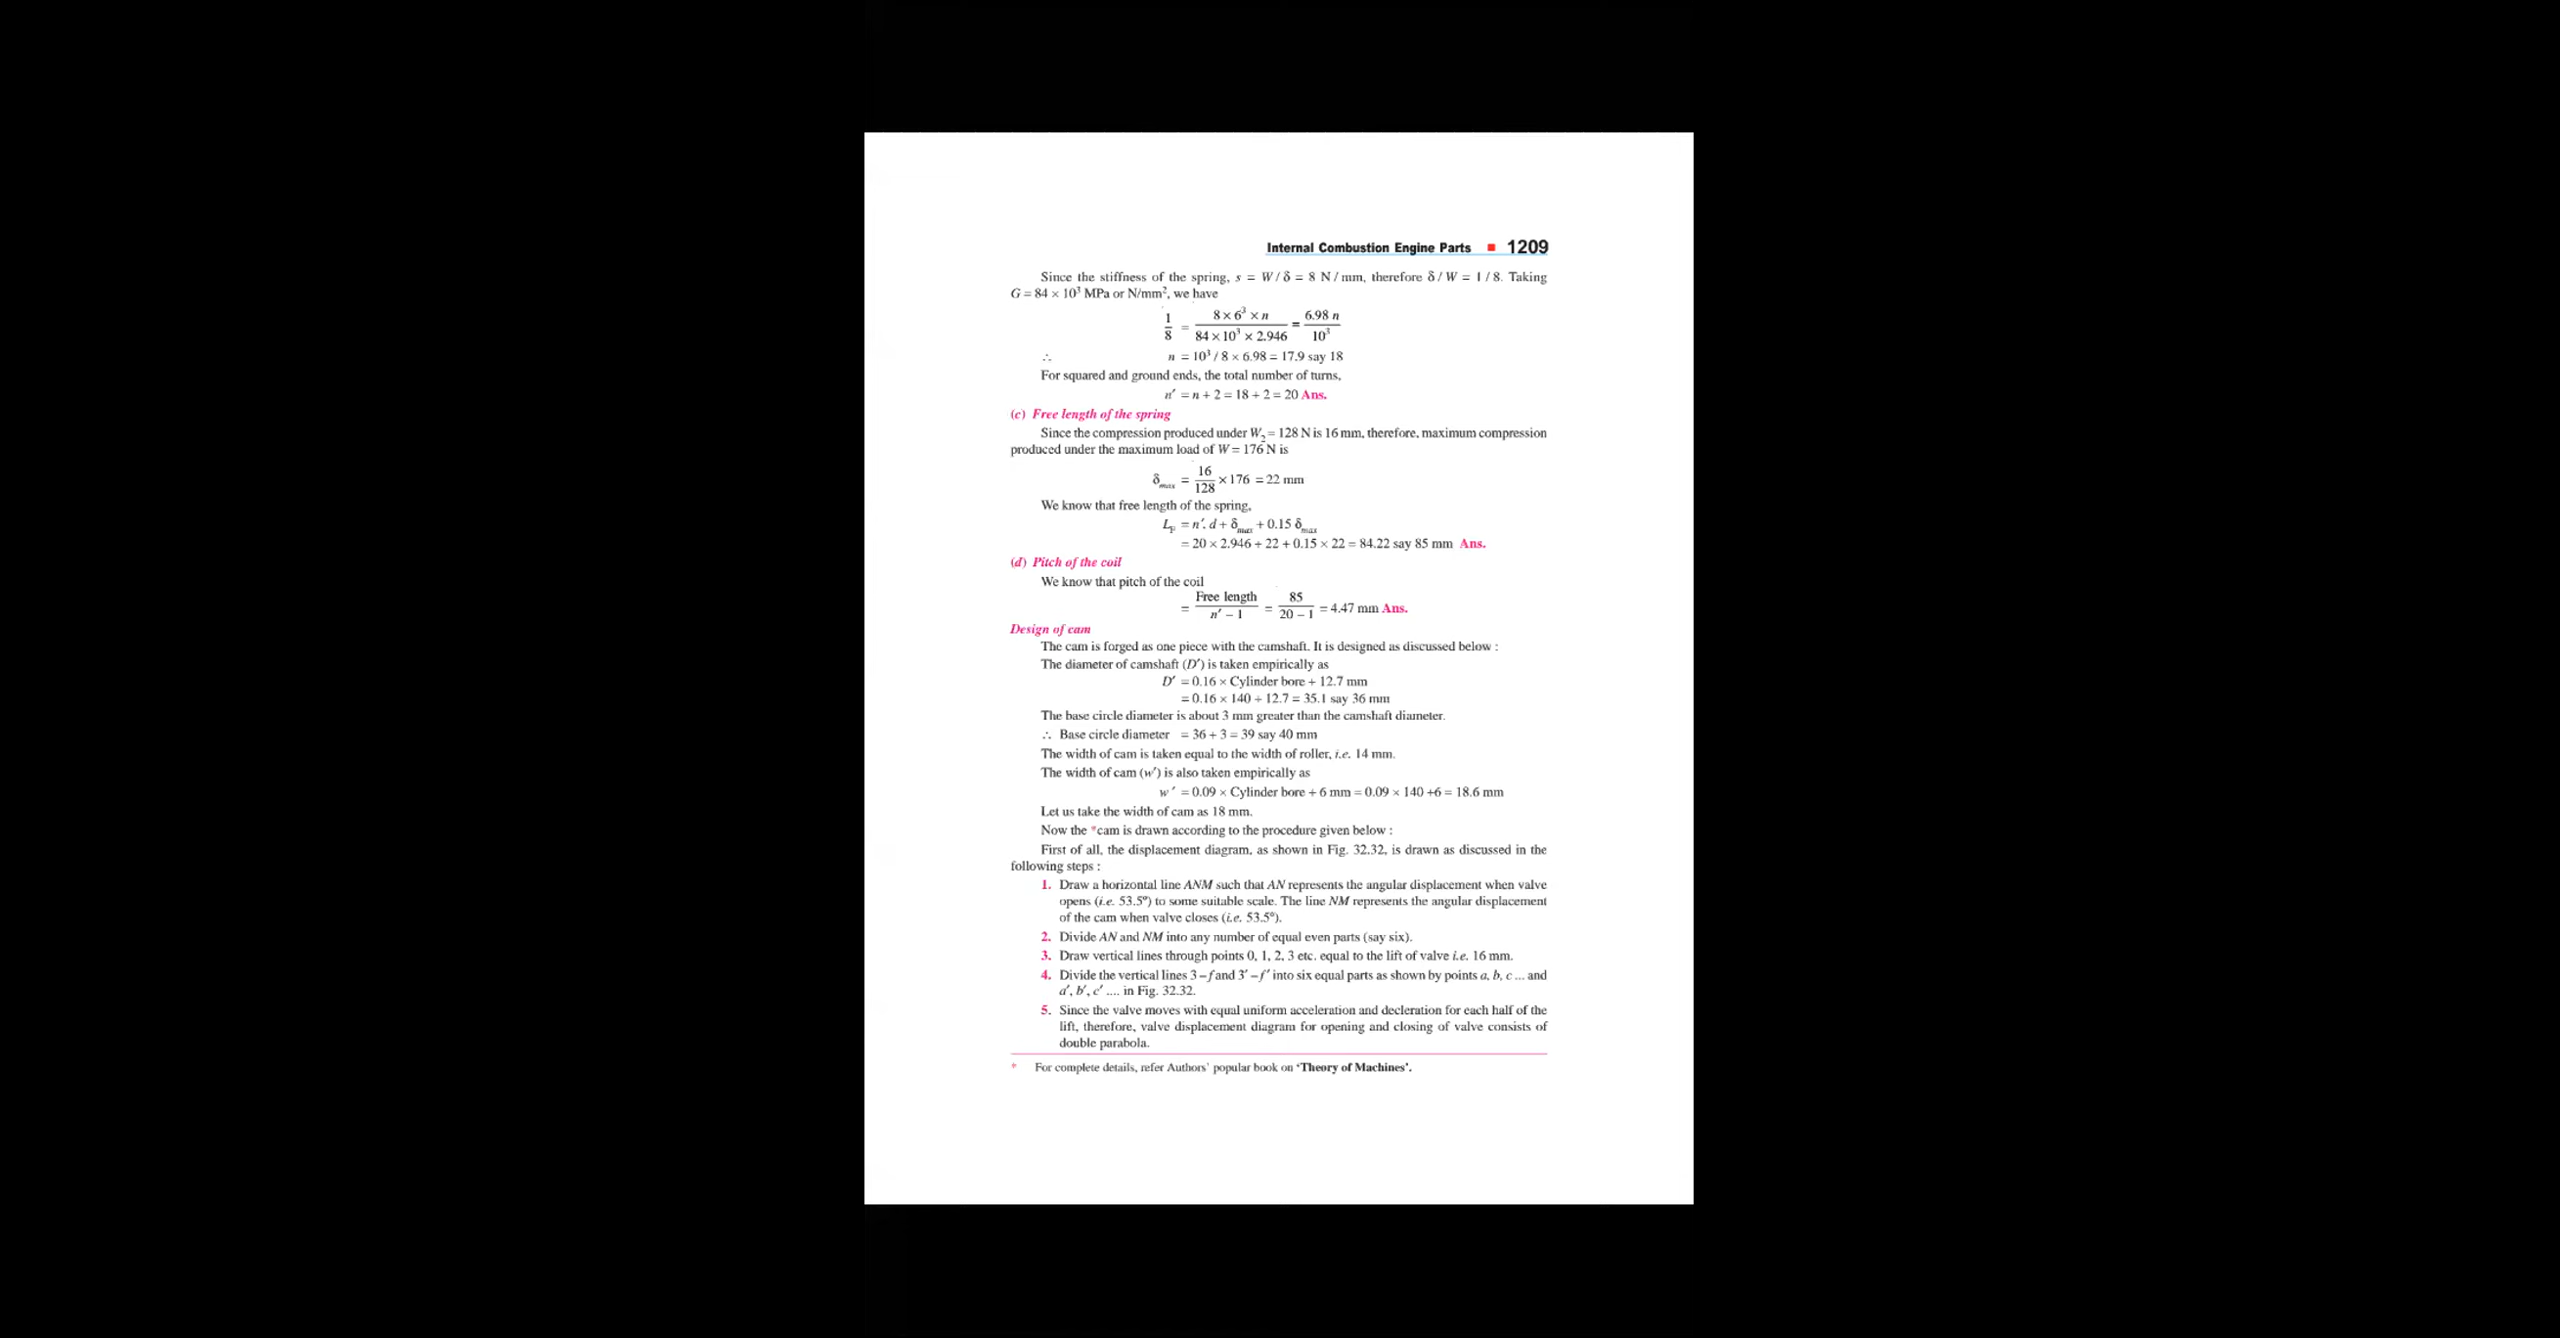 Internal Combustion Engine Parts ■ 1209
Since the stiffness of the spring, s = W / δ = 8 N / mm, therefore δ / W = 1 / 8. Taking
G = 84 × 10³ MPa or N/mm², we have
1/8 = (8 × 6³ × n)/(84 × 10³ × 2.946) = 6.98 n/10³
∴ n = 10³ / 8 × 6.98 = 17.9 say 18
For squared and ground ends, the total number of turns,
n′ = n + 2 = 18 + 2 = 20 Ans.
(c) Free length of the spring
Since the compression produced under W₂ = 128 N is 16 mm, therefore, maximum compression
produced under the maximum load of W = 176 N is
δmax = 16/128 × 176 = 22 mm
We know that free length of the spring,
LF = n′. d + δmax + 0.15 δmax
= 20 × 2.946 + 22 + 0.15 × 22 = 84.22 say 85 mm Ans.
(d) Pitch of the coil
We know that pitch of the coil
= Free length/(n′ – 1) = 85/(20 – 1) = 4.47 mm Ans.
Design of cam
The cam is forged as one piece with the camshaft. It is designed as discussed below :
The diameter of camshaft (D′) is taken empirically as
D′ = 0.16 × Cylinder bore + 12.7 mm
= 0.16 × 140 + 12.7 = 35.1 say 36 mm
The base circle diameter is about 3 mm greater than the camshaft diameter.
∴ Base circle diameter = 36 + 3 = 39 say 40 mm
The width of cam is taken equal to the width of roller, i.e. 14 mm.
The width of cam (w′) is also taken empirically as
w′ = 0.09 × Cylinder bore + 6 mm = 0.09 × 140 +6 = 18.6 mm
Let us take the width of cam as 18 mm.
Now the *cam is drawn according to the procedure given below :
First of all, the displacement diagram, as shown in Fig. 32.32, is drawn as discussed in the
following steps :
1. Draw a horizontal line ANM such that AN represents the angular displacement when valve
opens (i.e. 53.5º) to some suitable scale. The line NM represents the angular displacement
of the cam when valve closes (i.e. 53.5º).
2. Divide AN and NM into any number of equal even parts (say six).
3. Draw vertical lines through points 0, 1, 2, 3 etc. equal to the lift of valve i.e. 16 mm.
4. Divide the vertical lines 3 – f and 3′ – f′ into six equal parts as shown by points a, b, c ... and
a′, b′, c′ .... in Fig. 32.32.
5. Since the valve moves with equal uniform acceleration and decleration for each half of the
lift, therefore, valve displacement diagram for opening and closing of valve consists of
double parabola.
* For complete details, refer Authors’ popular book on ‘Theory of Machines’.